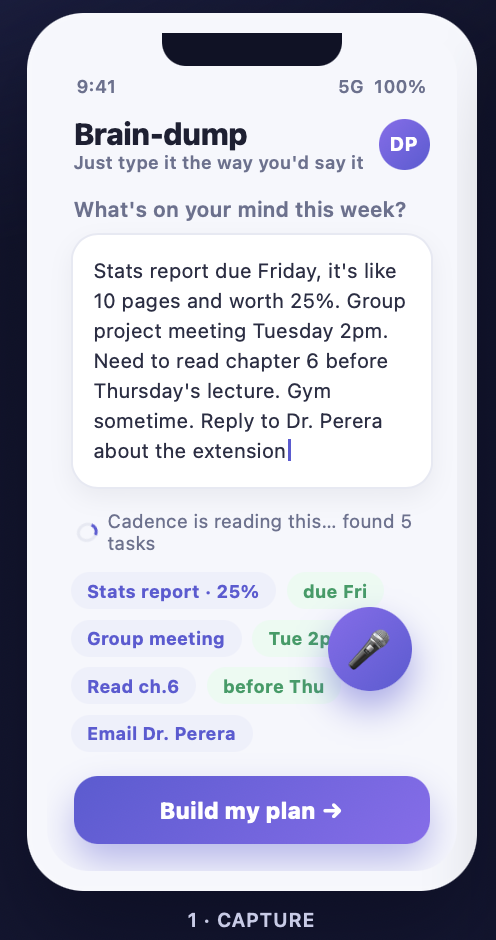 9:41 5G 100%
Brain-dump
Just type it the way you'd say it
DP
What's on your mind this week?
Stats report due Friday, it's like
10 pages and worth 25%. Group
project meeting Tuesday 2pm.
Need to read chapter 6 before
Thursday's lecture. Gym
sometime. Reply to Dr. Perera
about the extension
Cadence is reading this... found 5
tasks
Stats report · 25% due Fri
Group meeting Tue 2p
Read ch.6 before Thu
Email Dr. Perera
Build my plan →
1 · CAPTURE